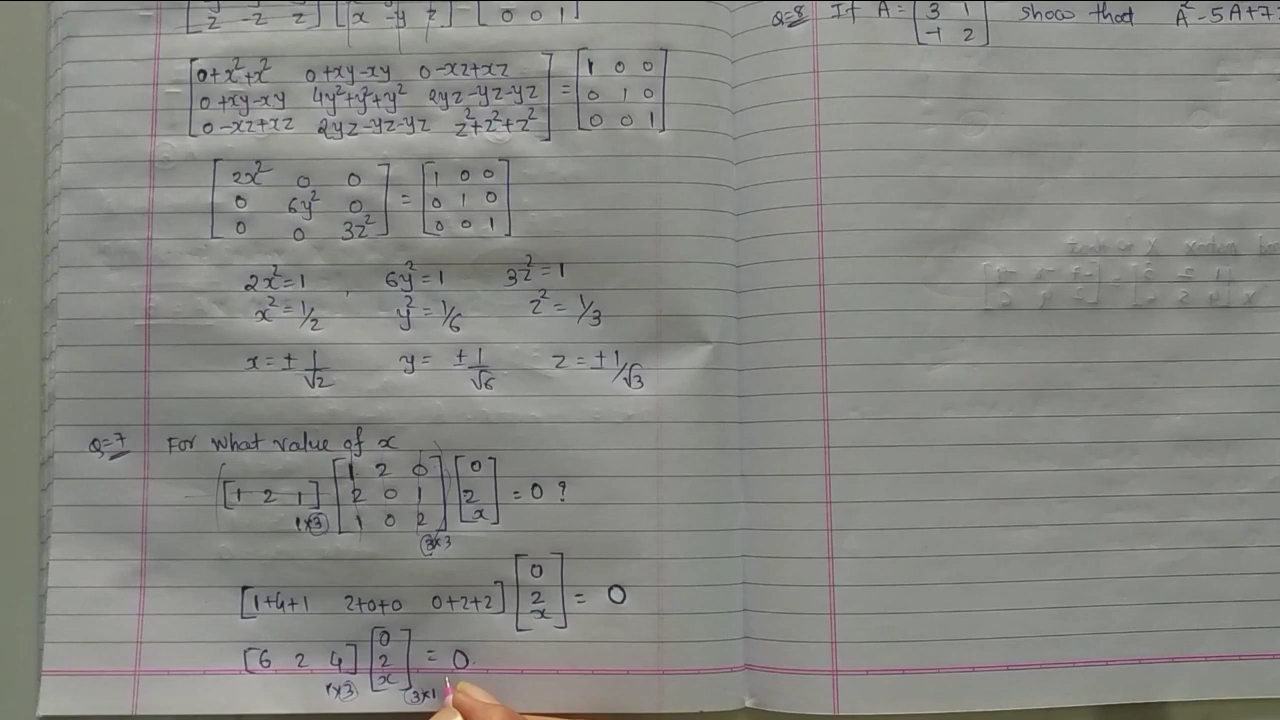 z -z z] [x -y z] [0 0 1]
[0+x²+x² 0+xy-xy 0-xz+xz] = [1 0 0]
[0+xy-xy 4y²+y²+y² 2yz-yz-yz] [0 1 0]
[0-xz+xz 2yz-yz-yz z²+z²+z²] [0 0 1]
[2x² 0 0] = [1 0 0]
[0 6y² 0] [0 1 0]
[0 0 3z²] [0 0 1]
2x²=1 , 6y²=1 3z²=1
x²=1/2 y²=1/6 z²=1/3
x=±1/√2 y=±1/√6 z=±1/√3
Q=7 For what value of x
[1 2 1] [1 2 0] [0] = 0 ?
[2 0 1] [2]
[1 0 2] [x]
1×3 3×3
[1+4+1 2+0+0 0+2+2] [0] = 0
[2]
[x]
[6 2 4] [0] = 0
[2]
[x]
1×3 3×1
Q=8 If A = [3 1] show that A²-5A+7
[-1 2]